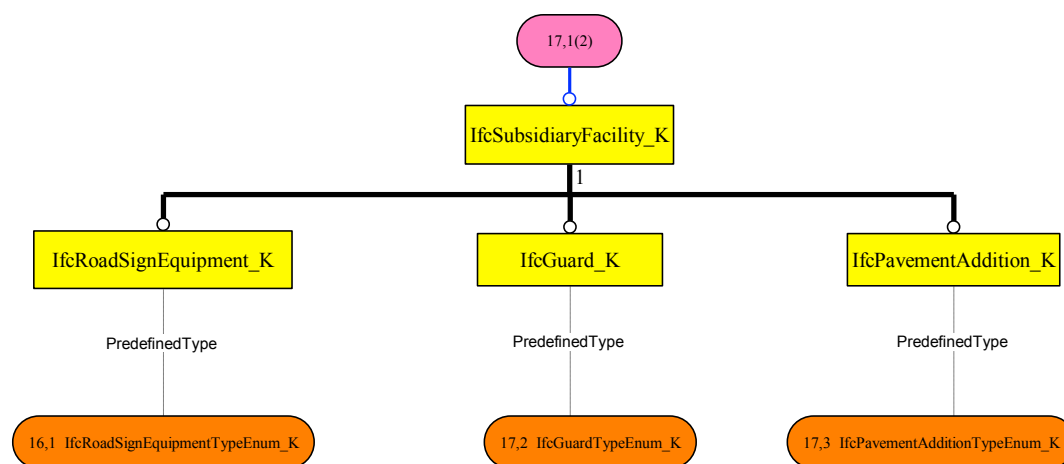 17,1(2)
IfcSubsidiaryFacility_K
1
IfcRoadSignEquipment_K
IfcGuard_K
IfcPavementAddition_K
PredefinedType
PredefinedType
PredefinedType
16,1 IfcRoadSignEquipmentTypeEnum_K
17,2 IfcGuardTypeEnum_K
17,3 IfcPavementAdditionTypeEnum_K